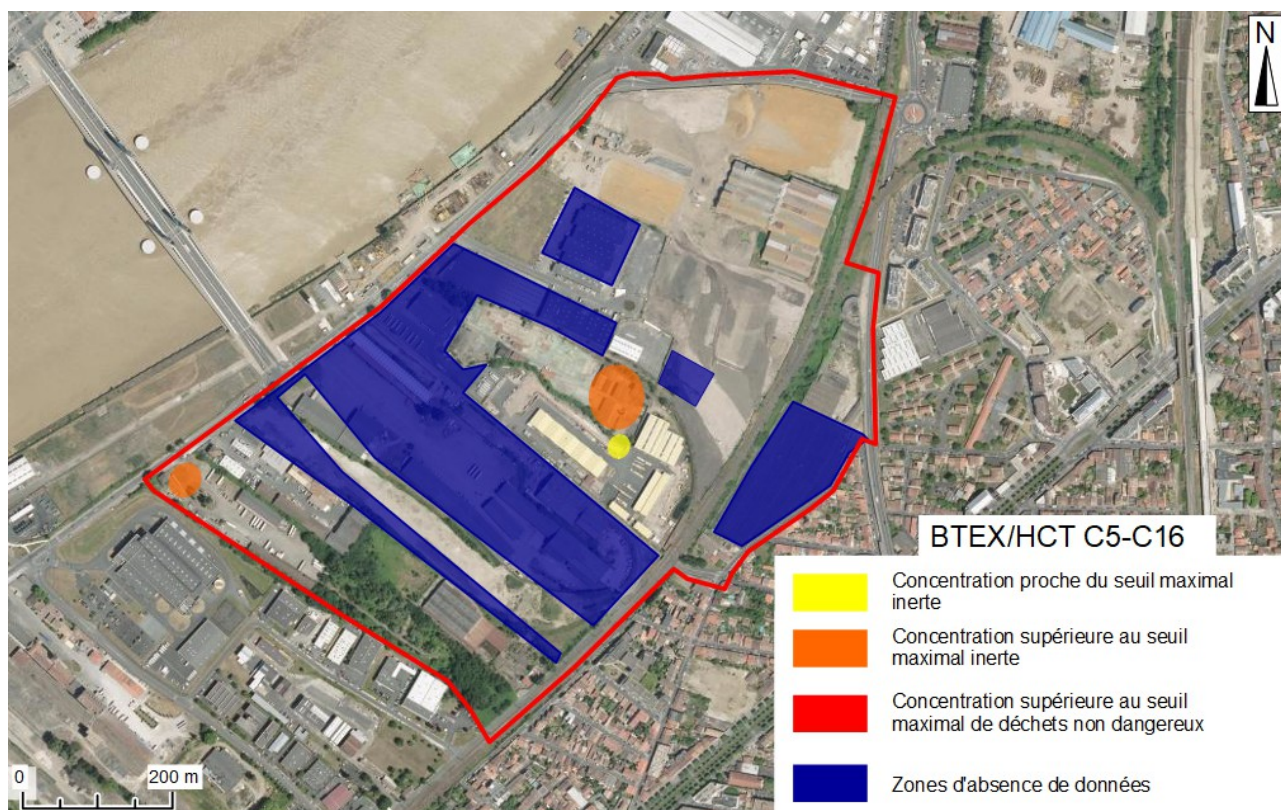 N
BTEX/HCT C5-C16
Concentration proche du seuil maximal
inerte
Concentration supérieure au seuil
maximal inerte
Concentration supérieure au seuil
maximal de déchets non dangereux
Zones d'absence de données
0
200 m